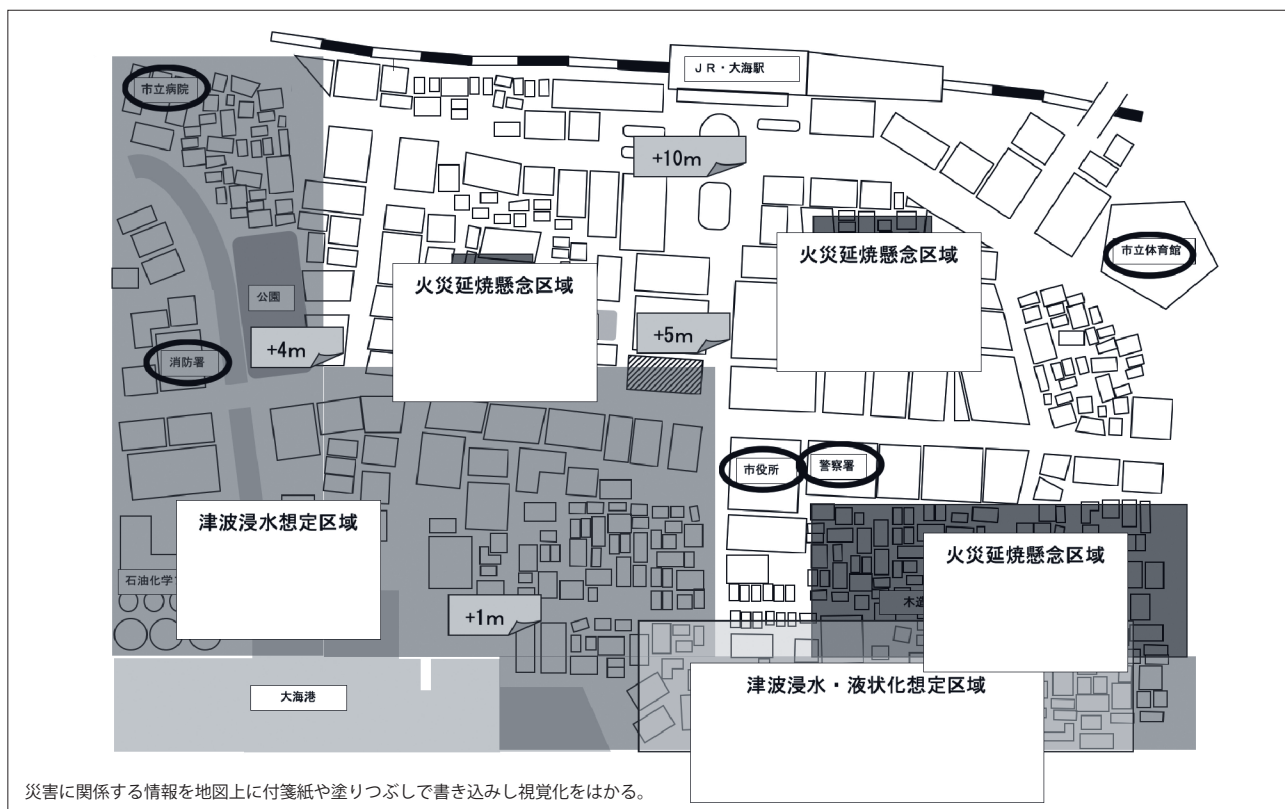 JR・大海駅
市立病院
+10m
火災延焼懸念区域
市立体育館
火災延焼懸念区域
公園
+5m
+4m
消防署
市役所
警察署
津波浸水想定区域
火災延焼懸念区域
石油化学
木造
+1m
津波浸水・液状化想定区域
大海港
災害に関係する情報を地図上に付箋紙や塗りつぶしで書き込みし視覚化をはかる。